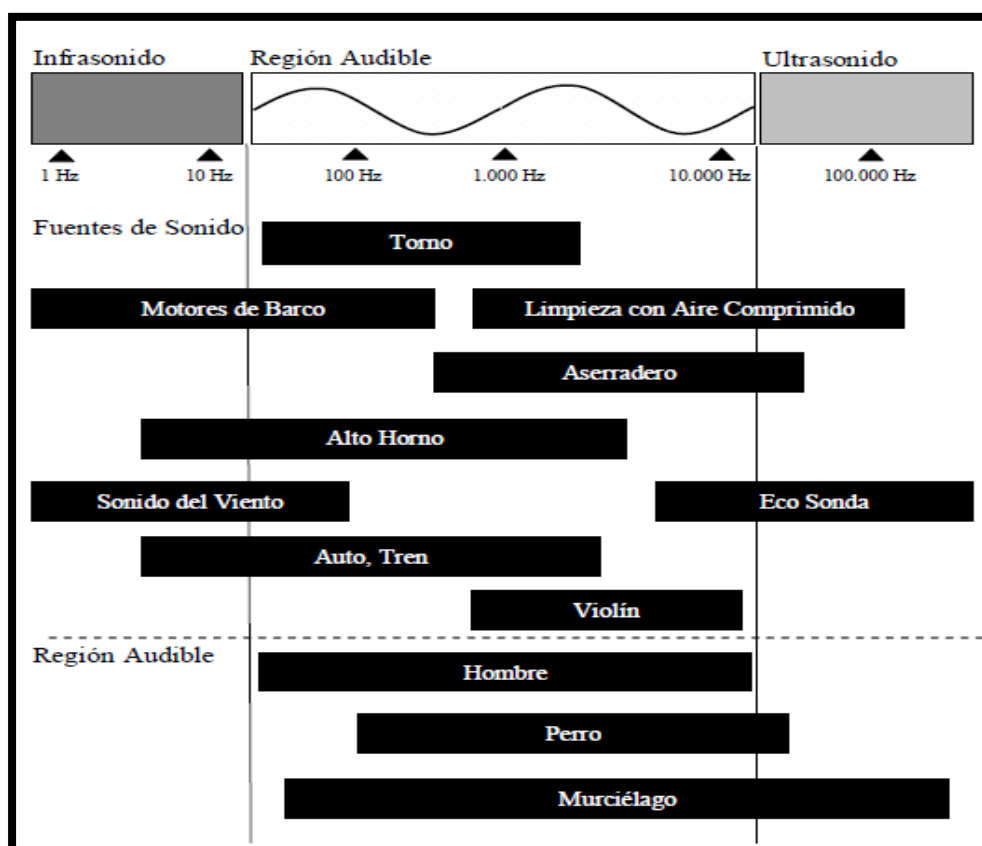 Infrasonido
Región Audible
Ultrasonido
1 Hz
10 Hz
100 Hz
1.000 Hz
10.000 Hz
100.000 Hz
Fuentes de Sonido
Torno
Motores de Barco
Limpieza con Aire Comprimido
Aserradero
Alto Horno
Sonido del Viento
Eco Sonda
Auto, Tren
Violín
Región Audible
Hombre
Perro
Murciélago